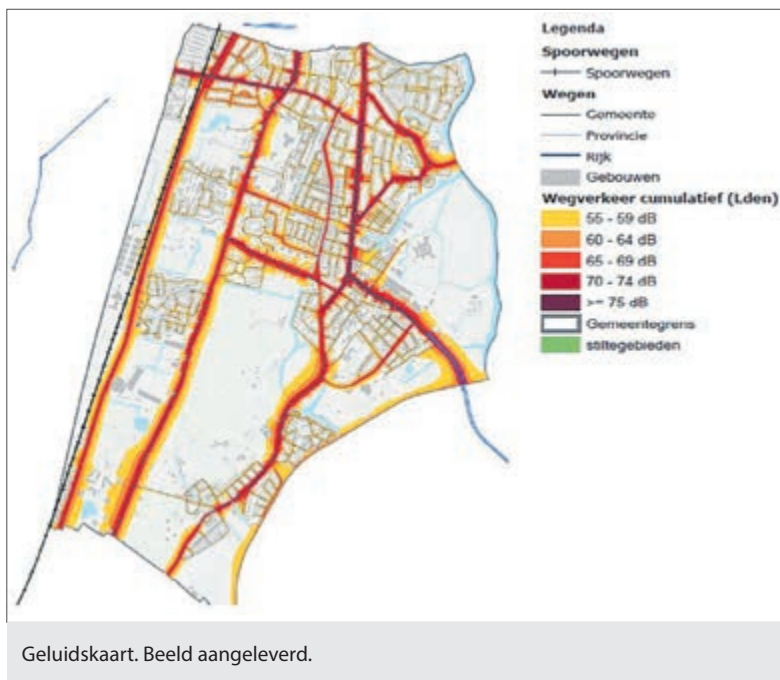 Legenda
Spoorwegen
Spoorwegen
Wegen
Gemeente
Provincie
Rijk
Gebouwen
Wegverkeer cumulatief (Lden)
55 - 59 dB
60 - 64 dB
65 - 69 dB
70 - 74 dB
>= 75 dB
Gemeentegrens
stiltegebieden
Geluidskaart. Beeld aangeleverd.